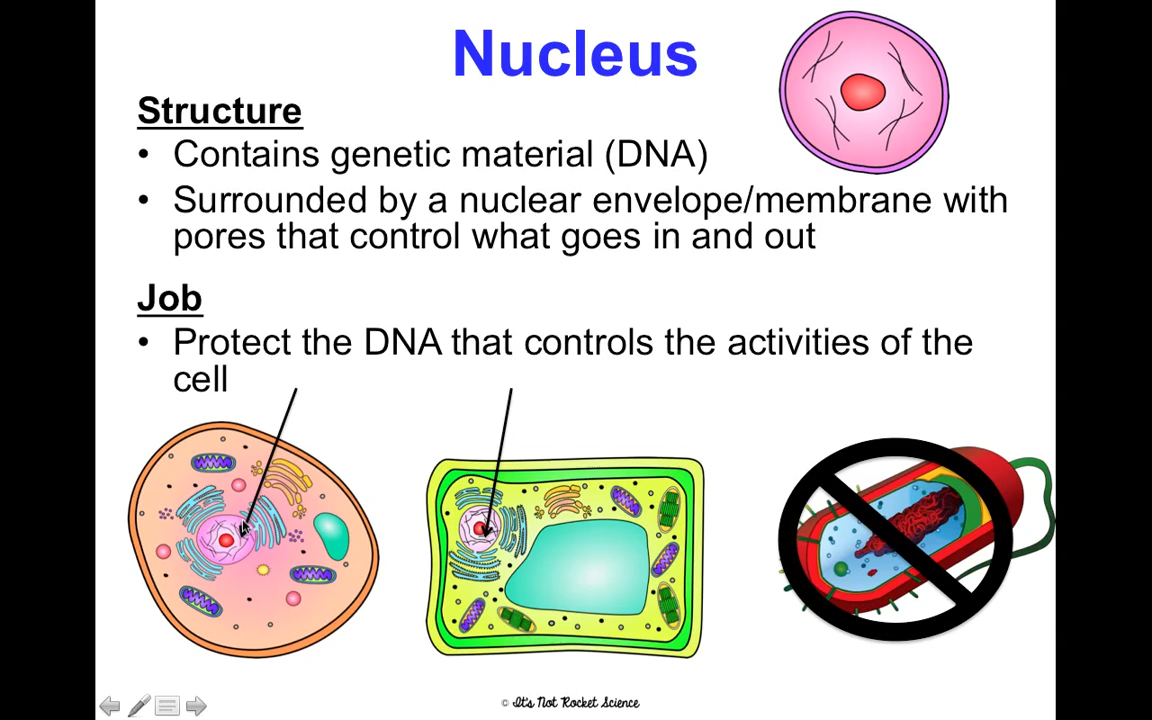 Nucleus
Structure
• Contains genetic material (DNA)
• Surrounded by a nuclear envelope/membrane with
pores that control what goes in and out
Job
• Protect the DNA that controls the activities of the
cell
© It's Not Rocket Science